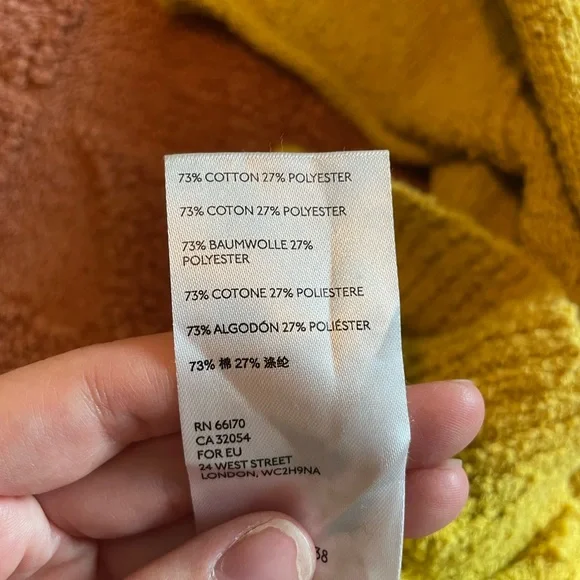 73% COTTON 27% POLYESTER
73% COTON 27% POLYESTER
73% BAUMWOLLE 27%
POLYESTER
73% COTONE 27% POLIESTERE
73% ALGODÓN 27% POLIÉSTER
73% 棉 27% 涤纶
RN 66170
CA 32054
FOR EU
24 WEST STREET
LONDON, WC2H9NA